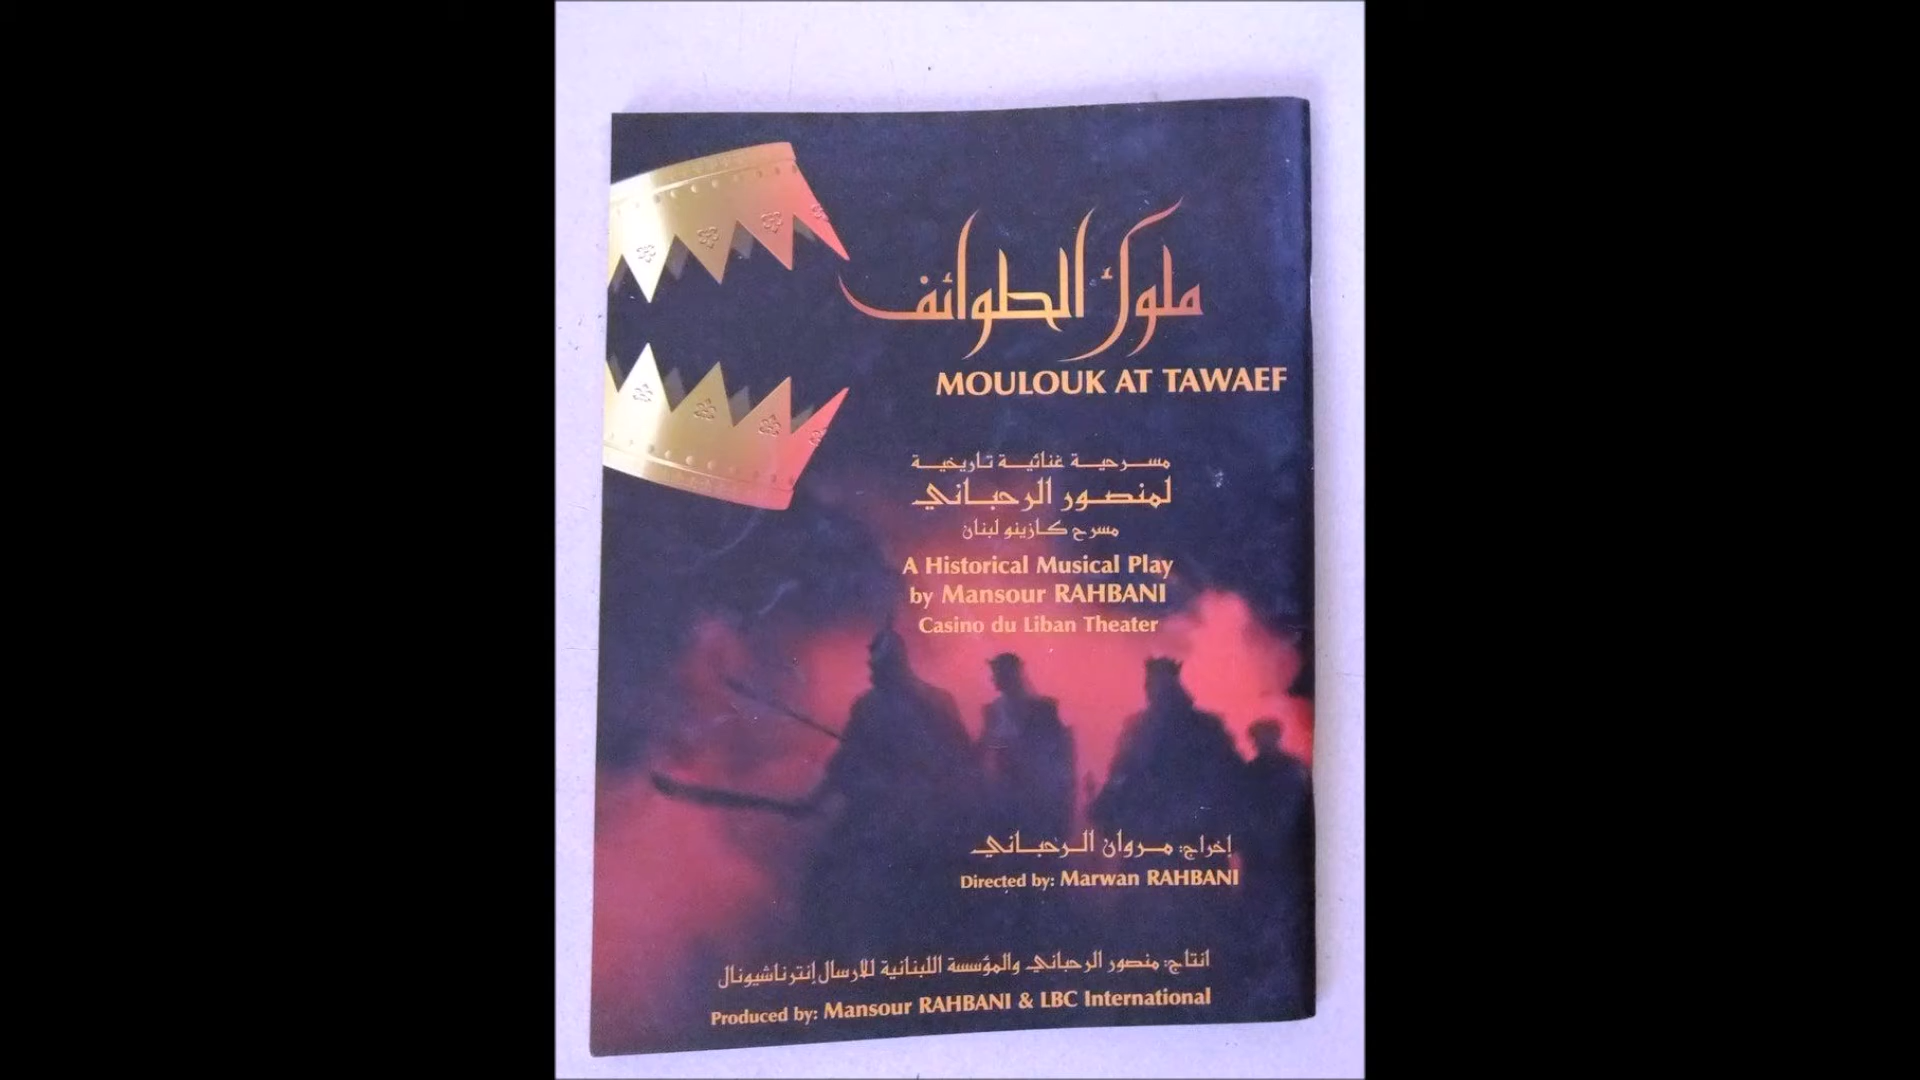 ملوك الطوائف
MOULOUK AT TAWAEF
مسرحية غنائية تاريخية
لمنصور الرحباني
مسرح كازينو لبنان
A Historical Musical Play
by Mansour RAHBANI
Casino du Liban Theater
إخراج: مروان الرحباني
Directed by: Marwan RAHBANI
انتاج: منصور الرحباني والمؤسسة اللبنانية للارسال إنترناشيونال
Produced by: Mansour RAHBANI & LBC International